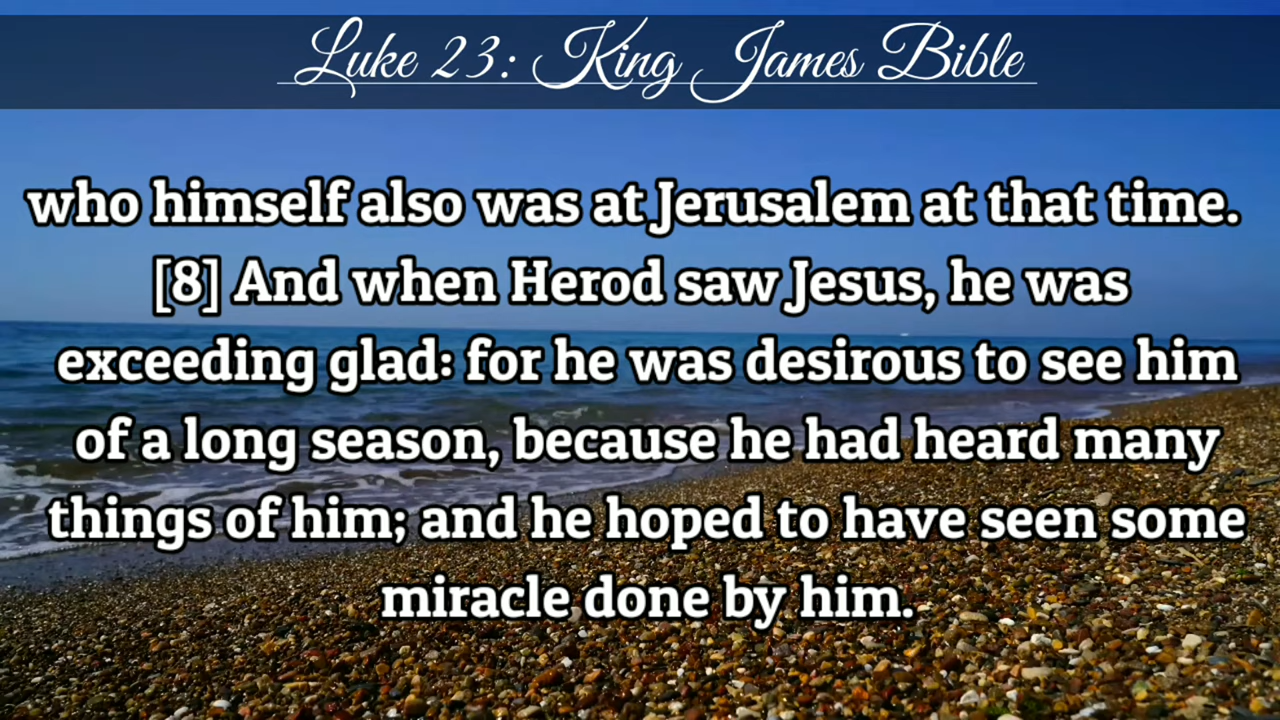 Luke 23: King James Bible
who himself also was at Jerusalem at that time.
[8] And when Herod saw Jesus, he was
exceeding glad: for he was desirous to see him
of a long season, because he had heard many
things of him; and he hoped to have seen some
miracle done by him.